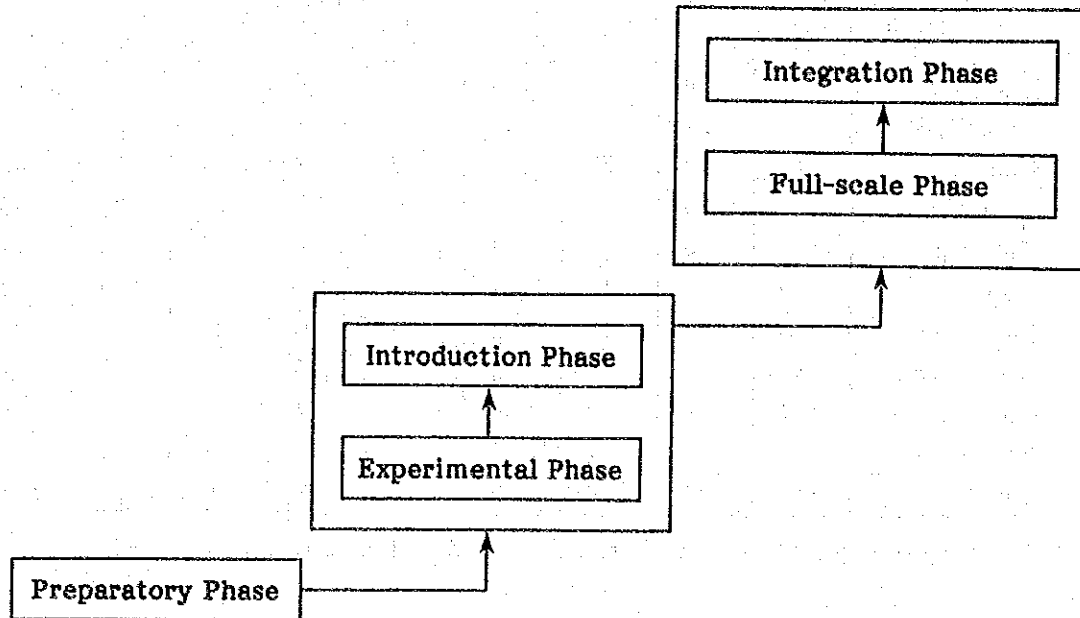 Integration Phase
Full-scale Phase
Introduction Phase
Experimental Phase
Preparatory Phase